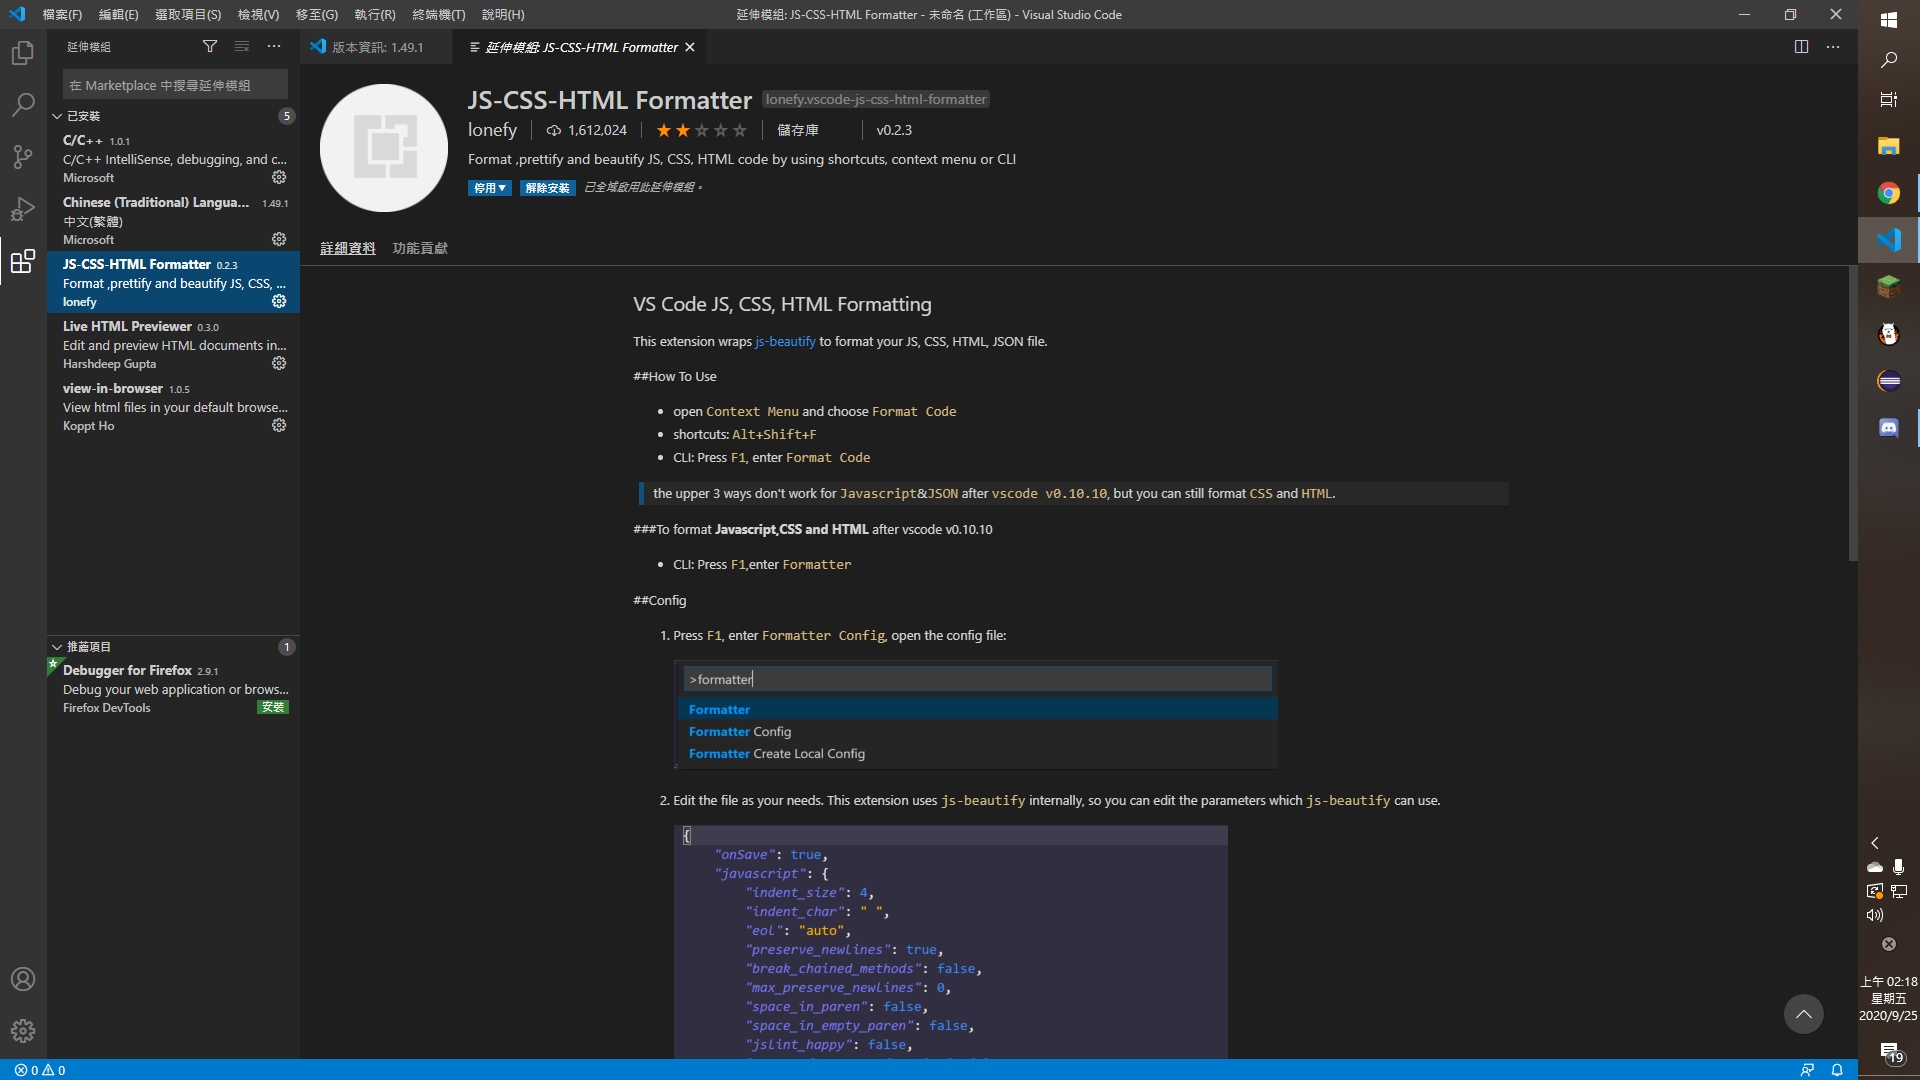 檔案(F) 編輯(E) 選取項目(S) 檢視(V) 移至(G) 執行(R) 終端機(T) 說明(H)
延伸模組: JS-CSS-HTML Formatter - 未命名 (工作區) - Visual Studio Code
延伸模組
在 Marketplace 中搜尋延伸模組
已安裝 5
C/C++ 1.0.1
C/C++ IntelliSense, debugging, and c...
Microsoft
Chinese (Traditional) Langua... 1.49.1
中文(繁體)
Microsoft
JS-CSS-HTML Formatter 0.2.3
Format ,prettify and beautify JS, CSS, ...
lonefy
Live HTML Previewer 0.3.0
Edit and preview HTML documents in...
Harshdeep Gupta
view-in-browser 1.0.5
View html files in your default browse...
Koppt Ho
推薦項目 1
Debugger for Firefox 2.9.1
Debug your web application or brows...
Firefox DevTools 安裝
版本資訊: 1.49.1
延伸模組: JS-CSS-HTML Formatter
JS-CSS-HTML Formatter lonefy.vscode-js-css-html-formatter
lonefy 1,612,024 儲存庫 v0.2.3
Format ,prettify and beautify JS, CSS, HTML code by using shortcuts, context menu or CLI
停用▼ 解除安裝 已全域啟用此延伸模組。
詳細資料 功能貢獻
VS Code JS, CSS, HTML Formatting
This extension wraps js-beautify to format your JS, CSS, HTML, JSON file.
##How To Use
• open Context Menu and choose Format Code
• shortcuts: Alt+Shift+F
• CLI: Press F1, enter Format Code
the upper 3 ways don't work for Javascript&JSON after vscode v0.10.10, but you can still format CSS and HTML.
###To format Javascript,CSS and HTML after vscode v0.10.10
• CLI: Press F1,enter Formatter
##Config
1. Press F1, enter Formatter Config, open the config file:
>formatter
Formatter
Formatter Config
Formatter Create Local Config
2. Edit the file as your needs. This extension uses js-beautify internally, so you can edit the parameters which js-beautify can use.
{
"onSave": true,
"javascript": {
"indent_size": 4,
"indent_char": " ",
"eol": "auto",
"preserve_newlines": true,
"break_chained_methods": false,
"max_preserve_newlines": 0,
"space_in_paren": false,
"space_in_empty_paren": false,
"jslint_happy": false,
0 0
上午 02:18
星期五
2020/9/25
19